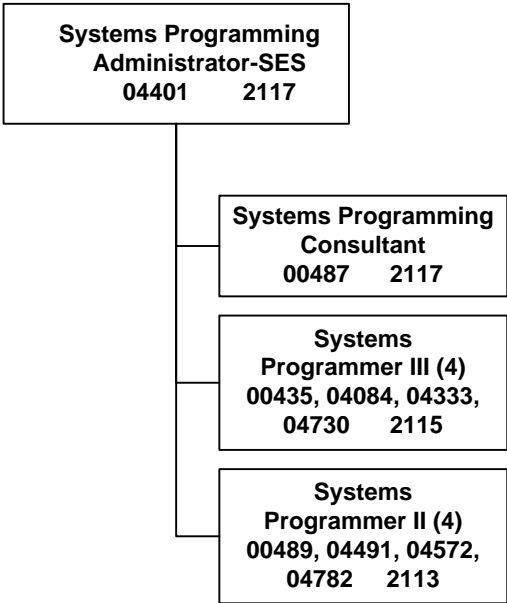 Systems Programming
Administrator-SES
04401 2117
Systems Programming
Consultant
00487 2117
Systems
Programmer III (4)
00435, 04084, 04333,
04730 2115
Systems
Programmer II (4)
00489, 04491, 04572,
04782 2113